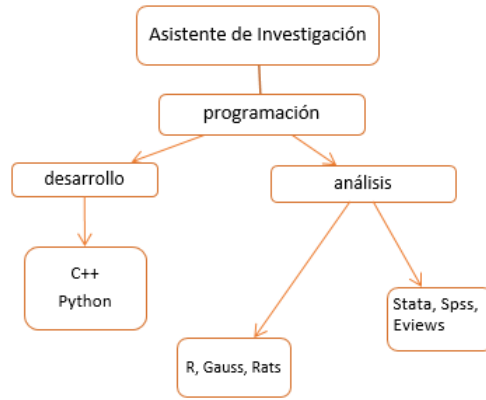 Asistente de Investigación
programación
desarrollo
análisis
C++
Python
Stata, Spss,
Eviews
R, Gauss, Rats